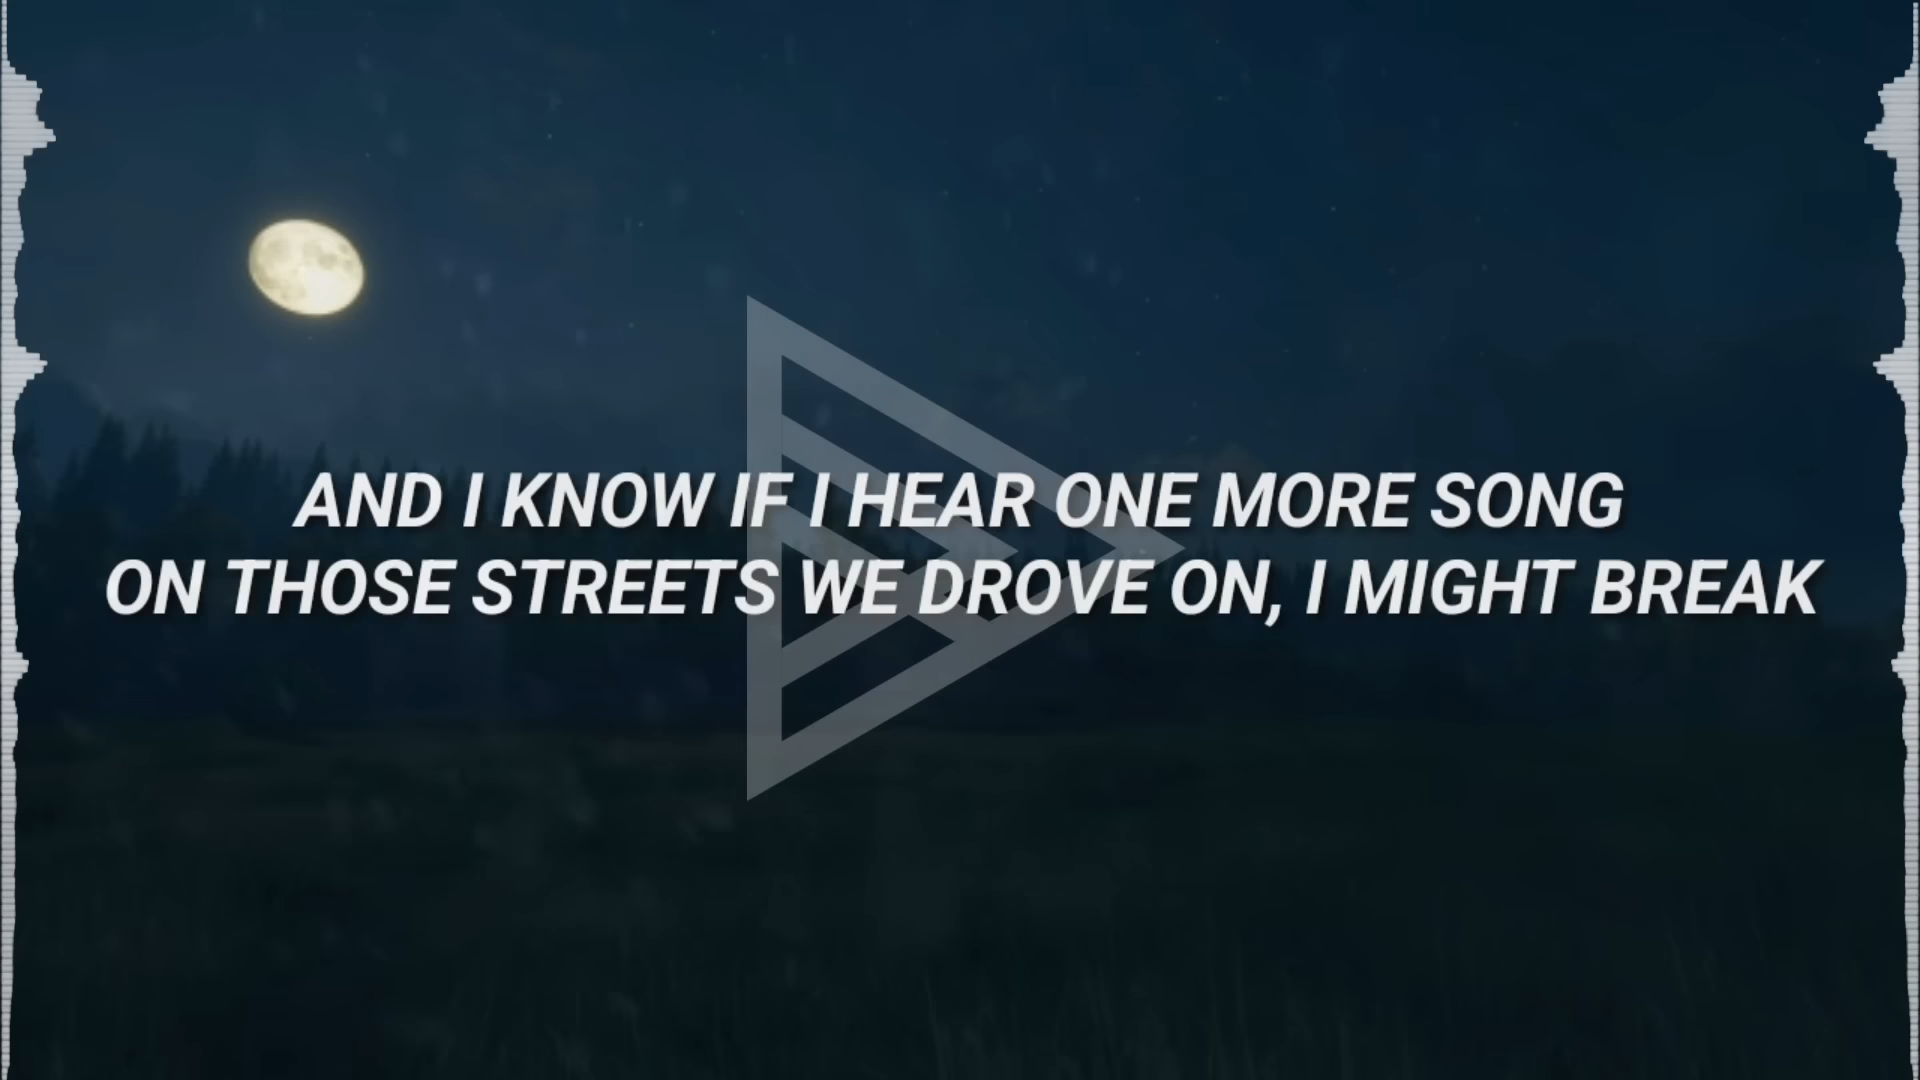 AND I KNOW IF I HEAR ONE MORE SONG
ON THOSE STREETS WE DROVE ON, I MIGHT BREAK